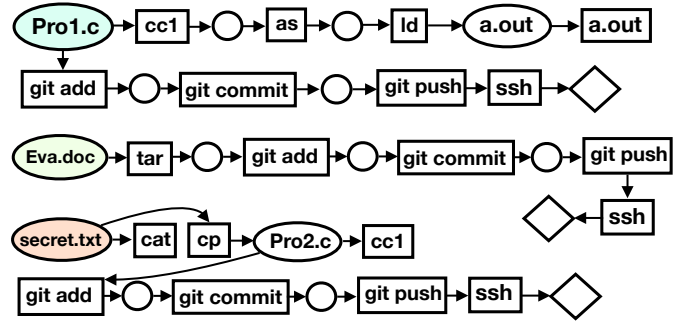 Pro1.c cc1 as ld a.out a.out
git add git commit git push ssh
Eva.doc tar git add git commit git push
ssh
secret.txt cat cp Pro2.c cc1
git add git commit git push ssh